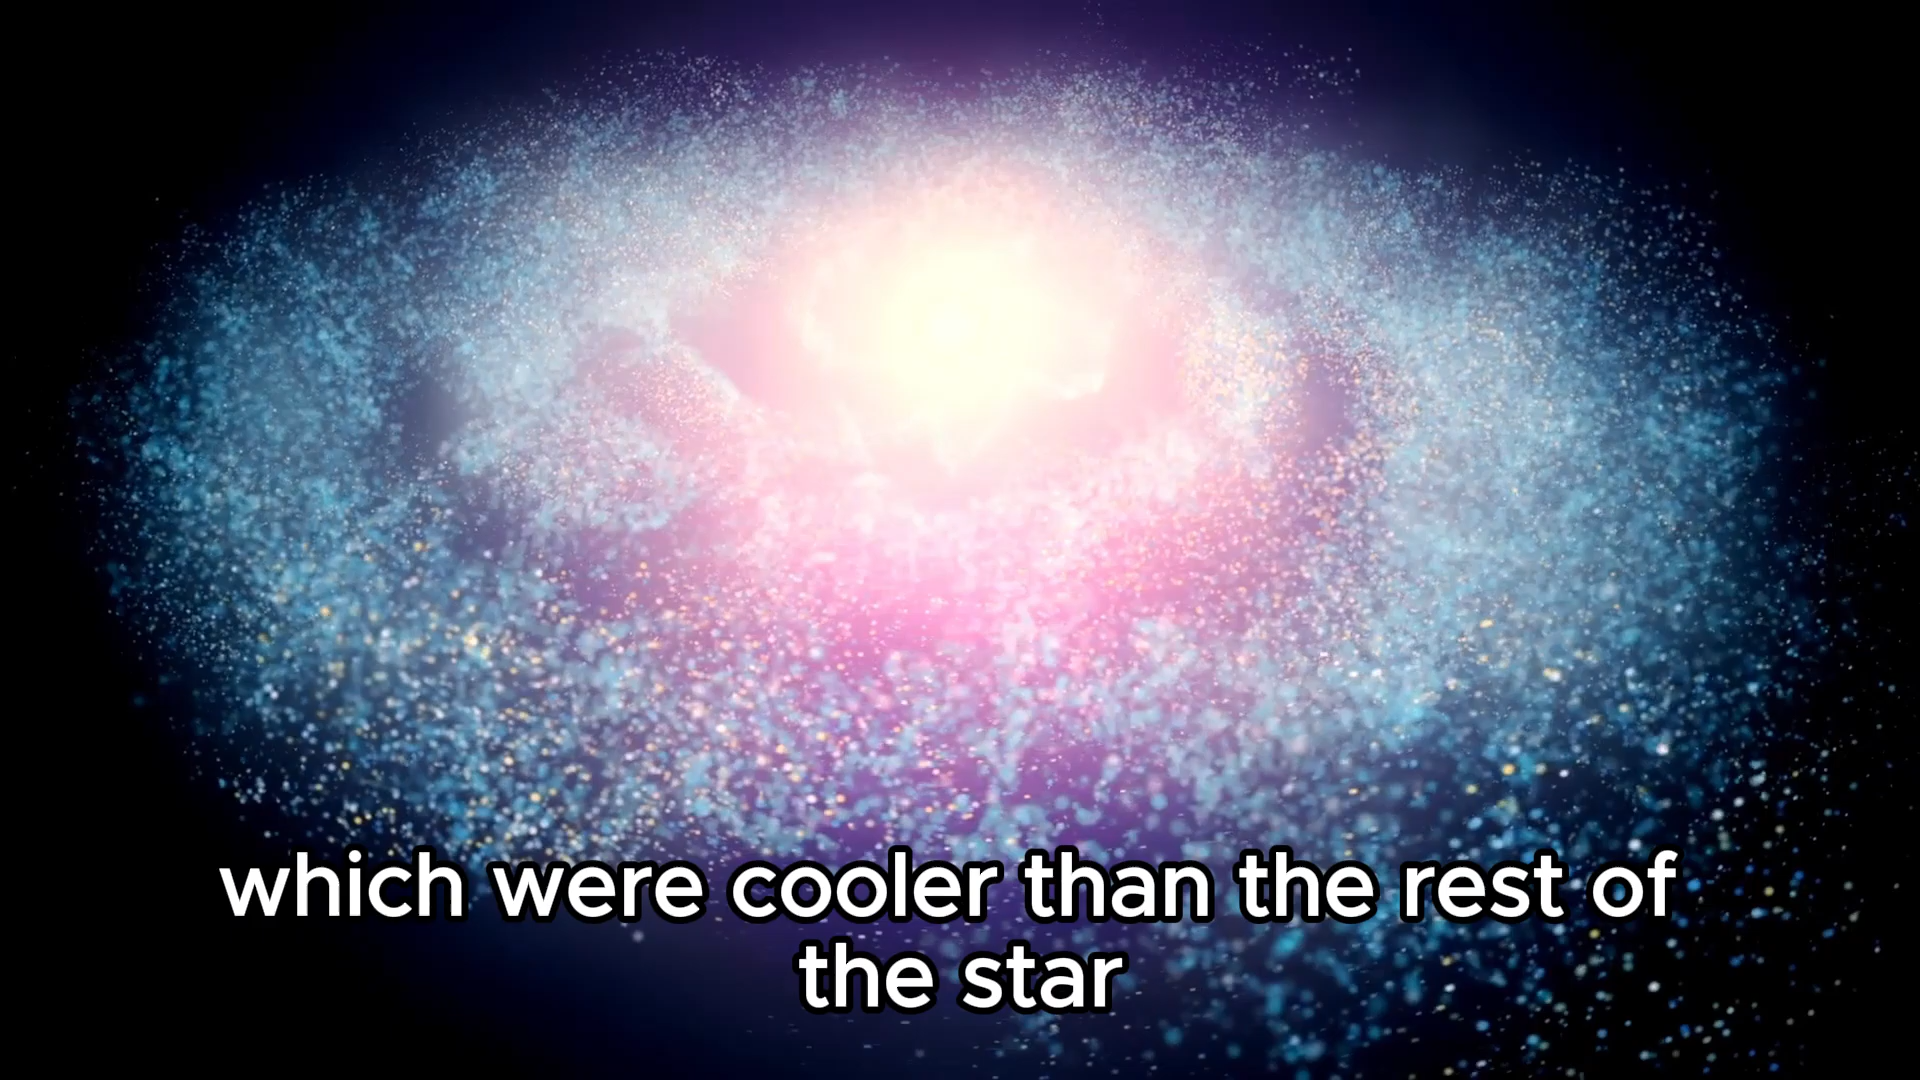 which were cooler than the rest of
the star